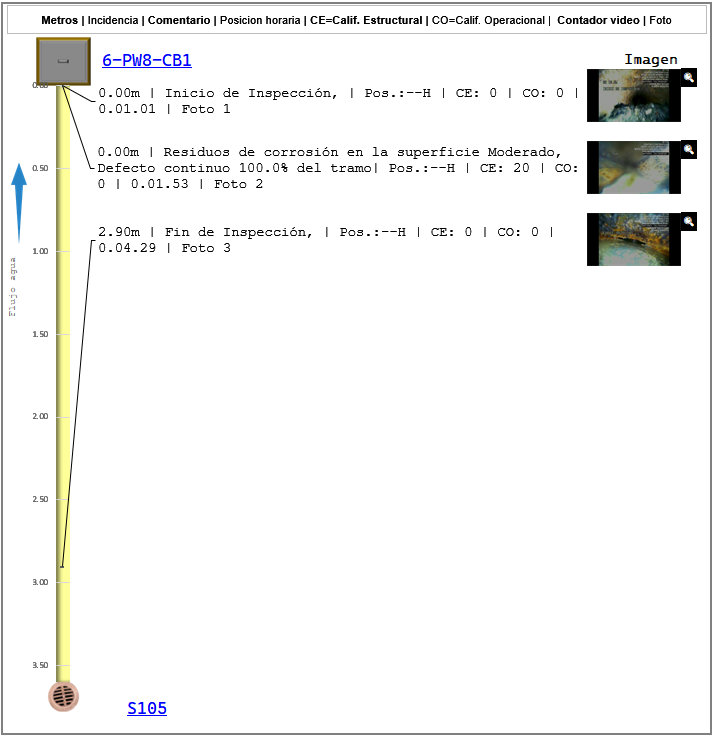 Metros | Incidencia | Comentario | Posicion horaria | CE=Calif. Estructural | CO=Calif. Operacional | Contador video | Foto
6-PW8-CB1
Imagen
0.00
0.00m | Inicio de Inspección, | Pos.:--H | CE: 0 | CO: 0 |
0.01.01 | Foto 1
0.00m | Residuos de corrosión en la superficie Moderado,
Defecto continuo 100.0% del tramo| Pos.:--H | CE: 20 | CO:
0 | 0.01.53 | Foto 2
0.50
2.90m | Fin de Inspección, | Pos.:--H | CE: 0 | CO: 0 |
0.04.29 | Foto 3
1.00
Flujo agua
1.50
2.00
2.50
3.00
3.50
S105